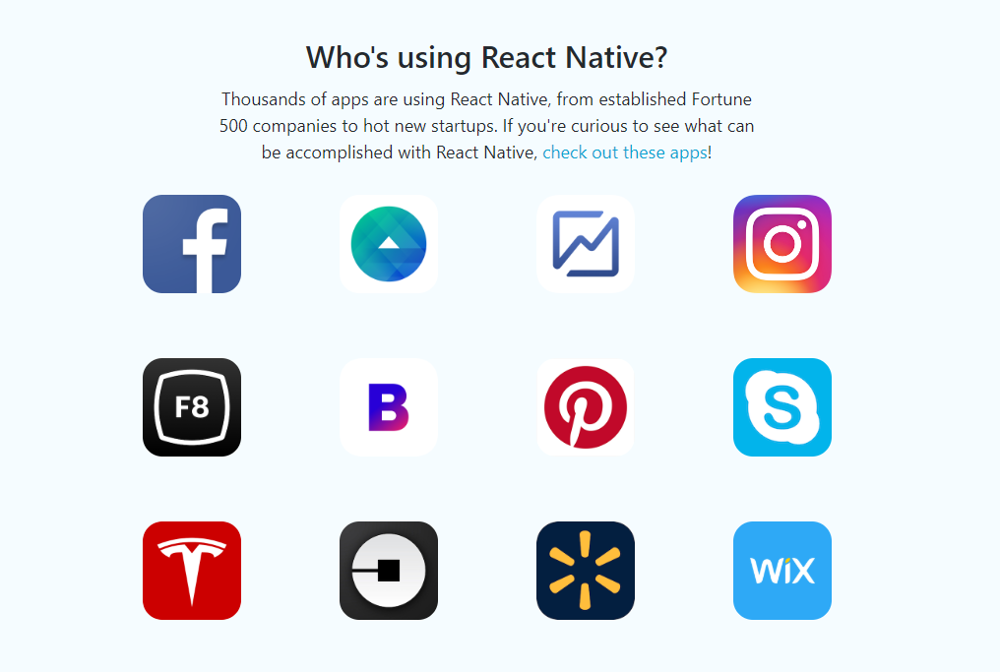 Who's using React Native?
Thousands of apps are using React Native, from established Fortune
500 companies to hot new startups. If you're curious to see what can
be accomplished with React Native, check out these apps!
f
F8
B
P
S
T
WiX